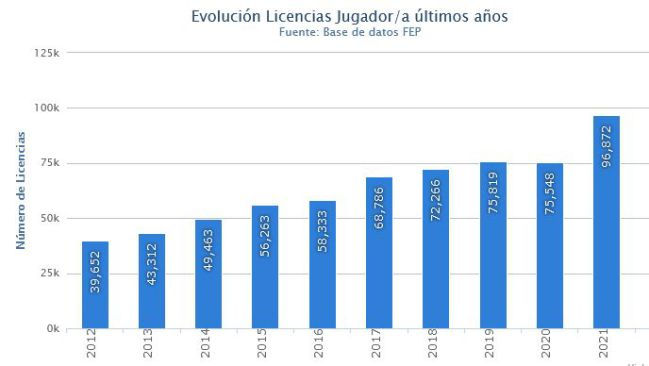 Evolución Licencias Jugador/a últimos años
Fuente: Base de datos FEP
Número de Licencias
125k
100k
75k
50k
25k
0k
39,652
43,312
49,463
56,263
58,333
68,786
72,266
75,819
75,548
96,872
2012
2013
2014
2015
2016
2017
2018
2019
2020
2021